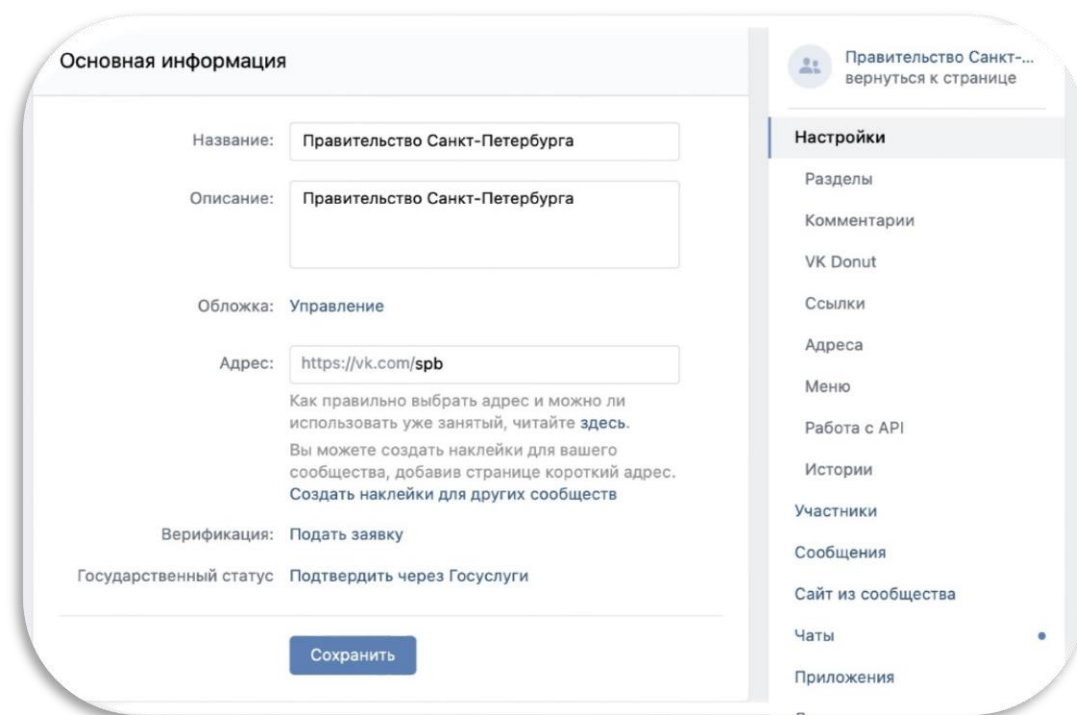 Основная информация
Название: Правительство Санкт-Петербурга
Описание: Правительство Санкт-Петербурга
Обложка: Управление
Адрес: https://vk.com/spb
Как правильно выбрать адрес и можно ли
использовать уже занятый, читайте здесь.
Вы можете создать наклейки для вашего
сообщества, добавив странице короткий адрес.
Создать наклейки для других сообществ
Верификация: Подать заявку
Государственный статус Подтвердить через Госуслуги
Сохранить
Правительство Санкт-...
вернуться к странице
Настройки
Разделы
Комментарии
VK Donut
Ссылки
Адреса
Меню
Работа с API
Истории
Участники
Сообщения
Сайт из сообщества
Чаты
Приложения